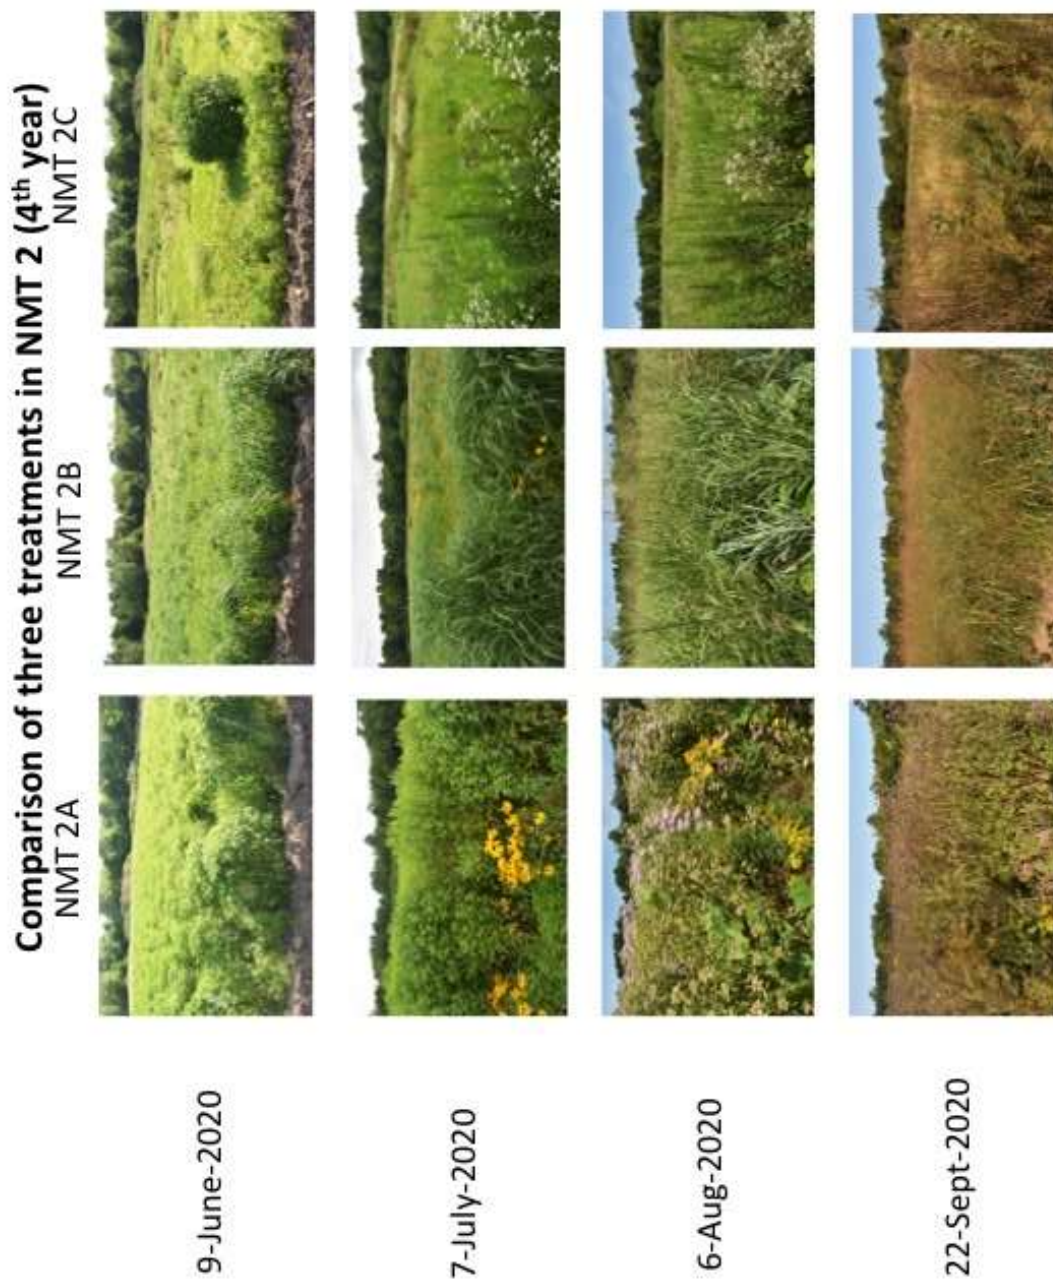 Comparison of three treatments in NMT 2 (4th year)
NMT 2A
NMT 2B
NMT 2C
9-June-2020
7-July-2020
6-Aug-2020
22-Sept-2020